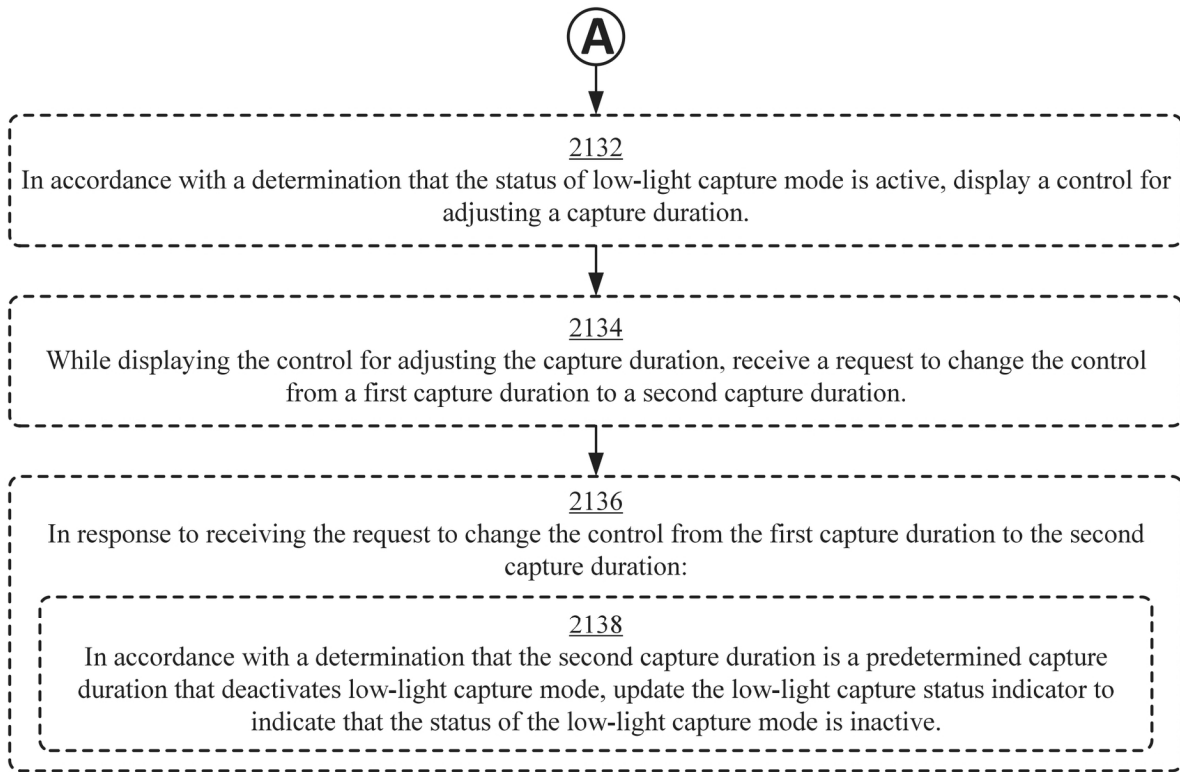 A
2132
In accordance with a determination that the status of low-light capture mode is active, display a control for
adjusting a capture duration.
2134
While displaying the control for adjusting the capture duration, receive a request to change the control
from a first capture duration to a second capture duration.
2136
In response to receiving the request to change the control from the first capture duration to the second
capture duration:
2138
In accordance with a determination that the second capture duration is a predetermined capture
duration that deactivates low-light capture mode, update the low-light capture status indicator to
indicate that the status of the low-light capture mode is inactive.